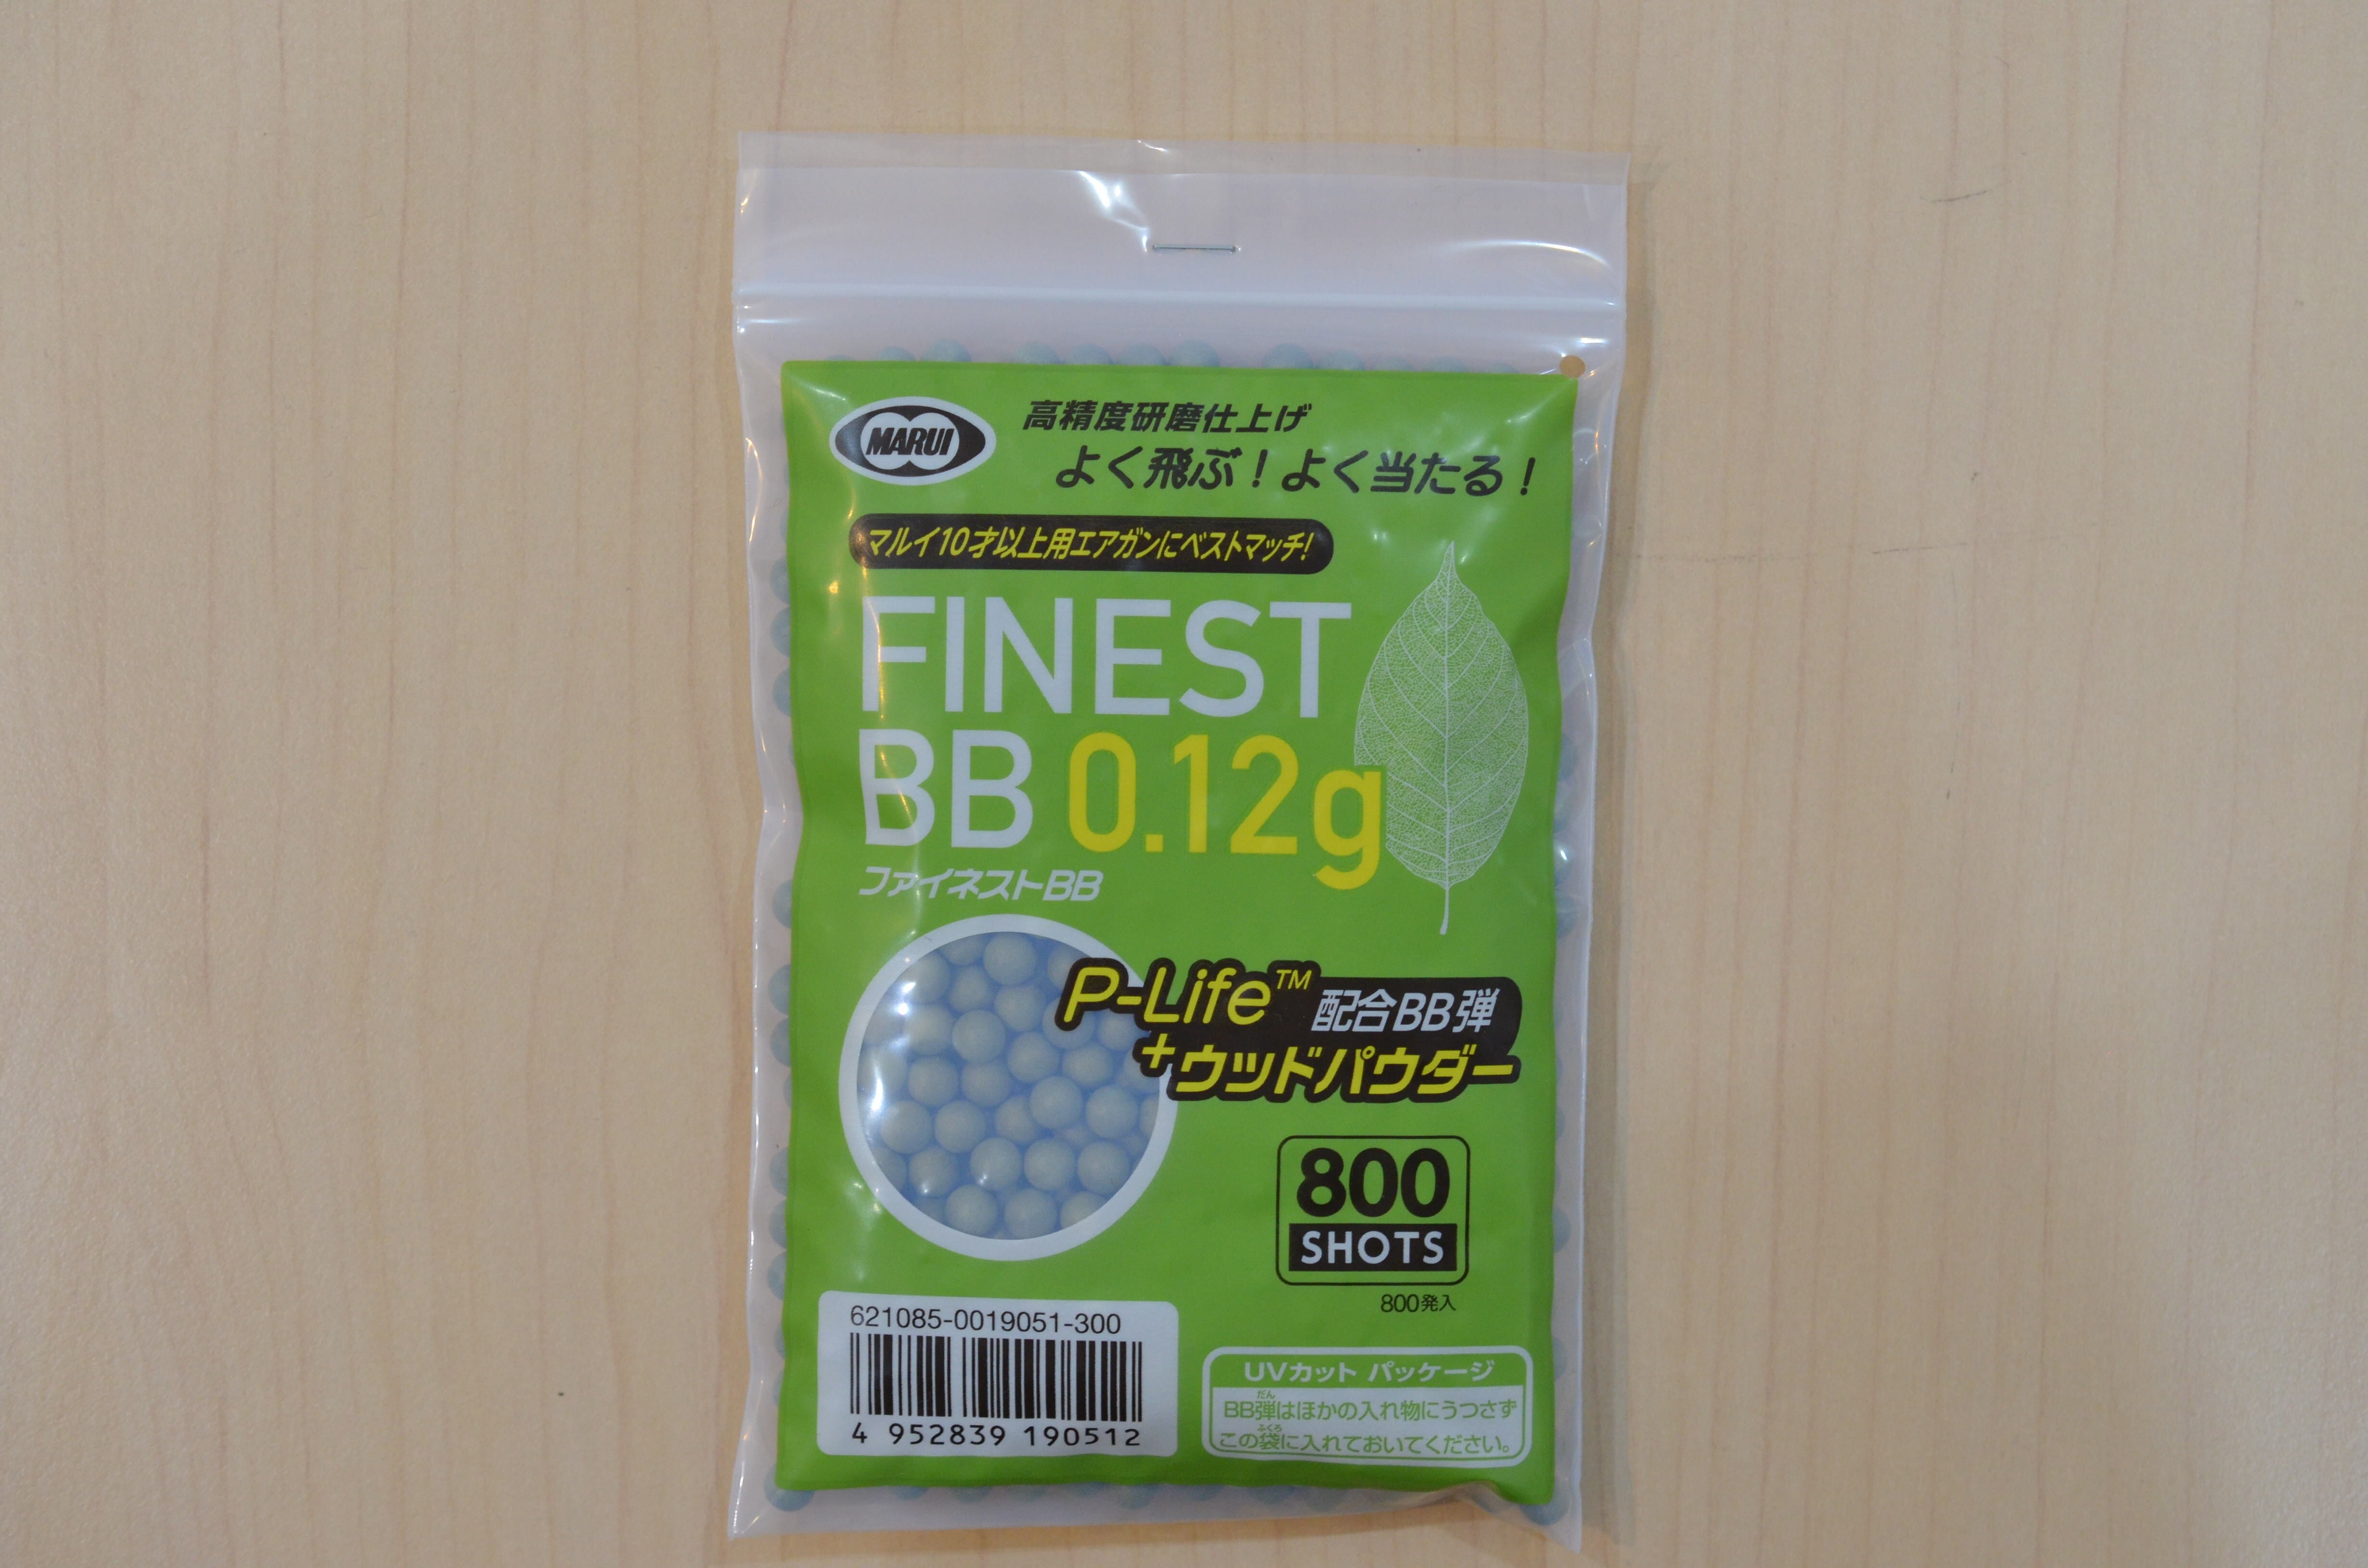 MARUI
高精度研磨仕上げ
よく飛ぶ！よく当たる！
マルイ10才以上用エアガンにベストマッチ!
FINEST
BB 0.12g
ファイネストBB
P-Life™ 配合BB弾
+ウッドパウダー
800
SHOTS
800発入
621085-0019051-300
4 952839 190512
UVカット パッケージ
だん
BB弾はほかの入れ物にうつさず
ふくろ
この袋に入れておいてください。